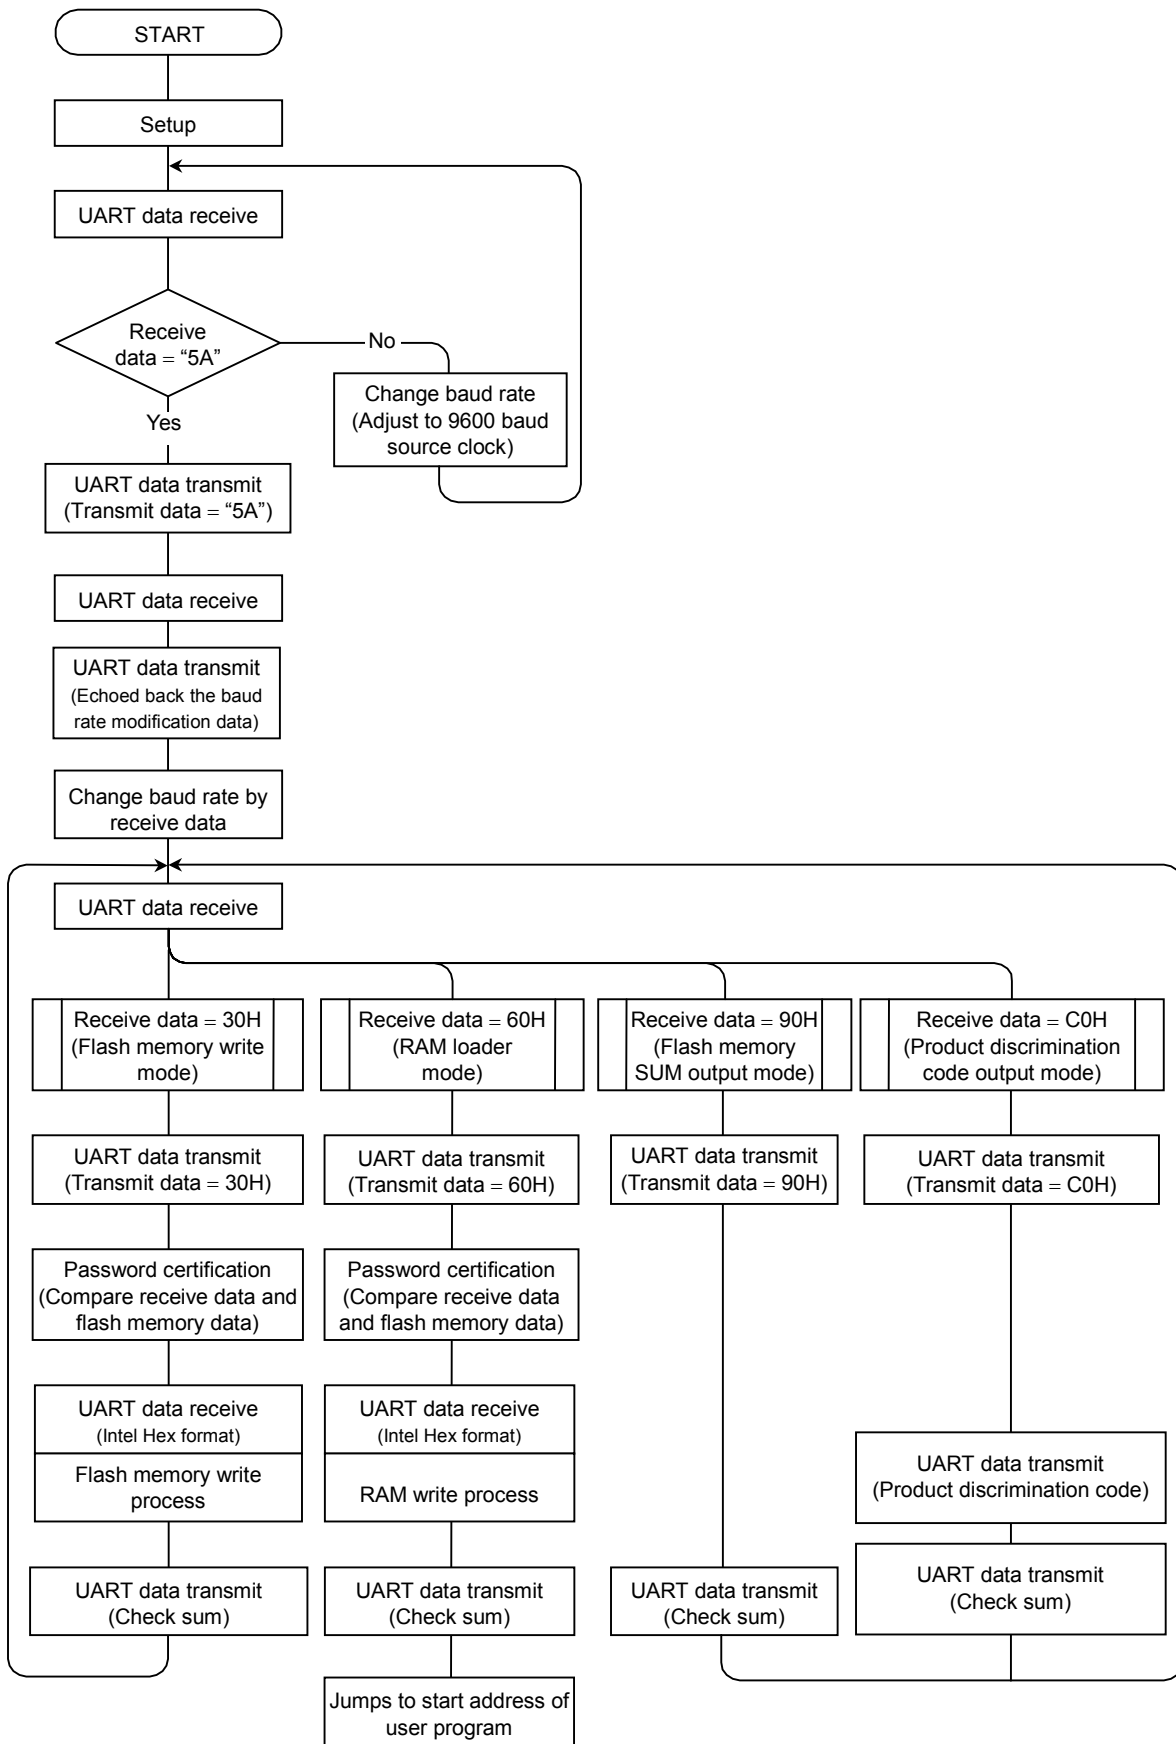 START
Setup
UART data receive
Receive
data = “5A”
No
Change baud rate
(Adjust to 9600 baud
source clock)
Yes
UART data transmit
(Transmit data = “5A”)
UART data receive
UART data transmit
(Echoed back the baud
rate modification data)
Change baud rate by
receive data
UART data receive
Receive data = 30H
(Flash memory write
mode)
Receive data = 60H
(RAM loader
mode)
Receive data = 90H
(Flash memory
SUM output mode)
Receive data = C0H
(Product discrimination
code output mode)
UART data transmit
(Transmit data = 30H)
UART data transmit
(Transmit data = 60H)
UART data transmit
(Transmit data = 90H)
UART data transmit
(Transmit data = C0H)
Password certification
(Compare receive data and
flash memory data)
Password certification
(Compare receive data
and flash memory data)
UART data receive
(Intel Hex format)
Flash memory write
process
UART data receive
(Intel Hex format)
RAM write process
UART data transmit
(Product discrimination code)
UART data transmit
(Check sum)
UART data transmit
(Check sum)
UART data transmit
(Check sum)
UART data transmit
(Check sum)
Jumps to start address of
user program